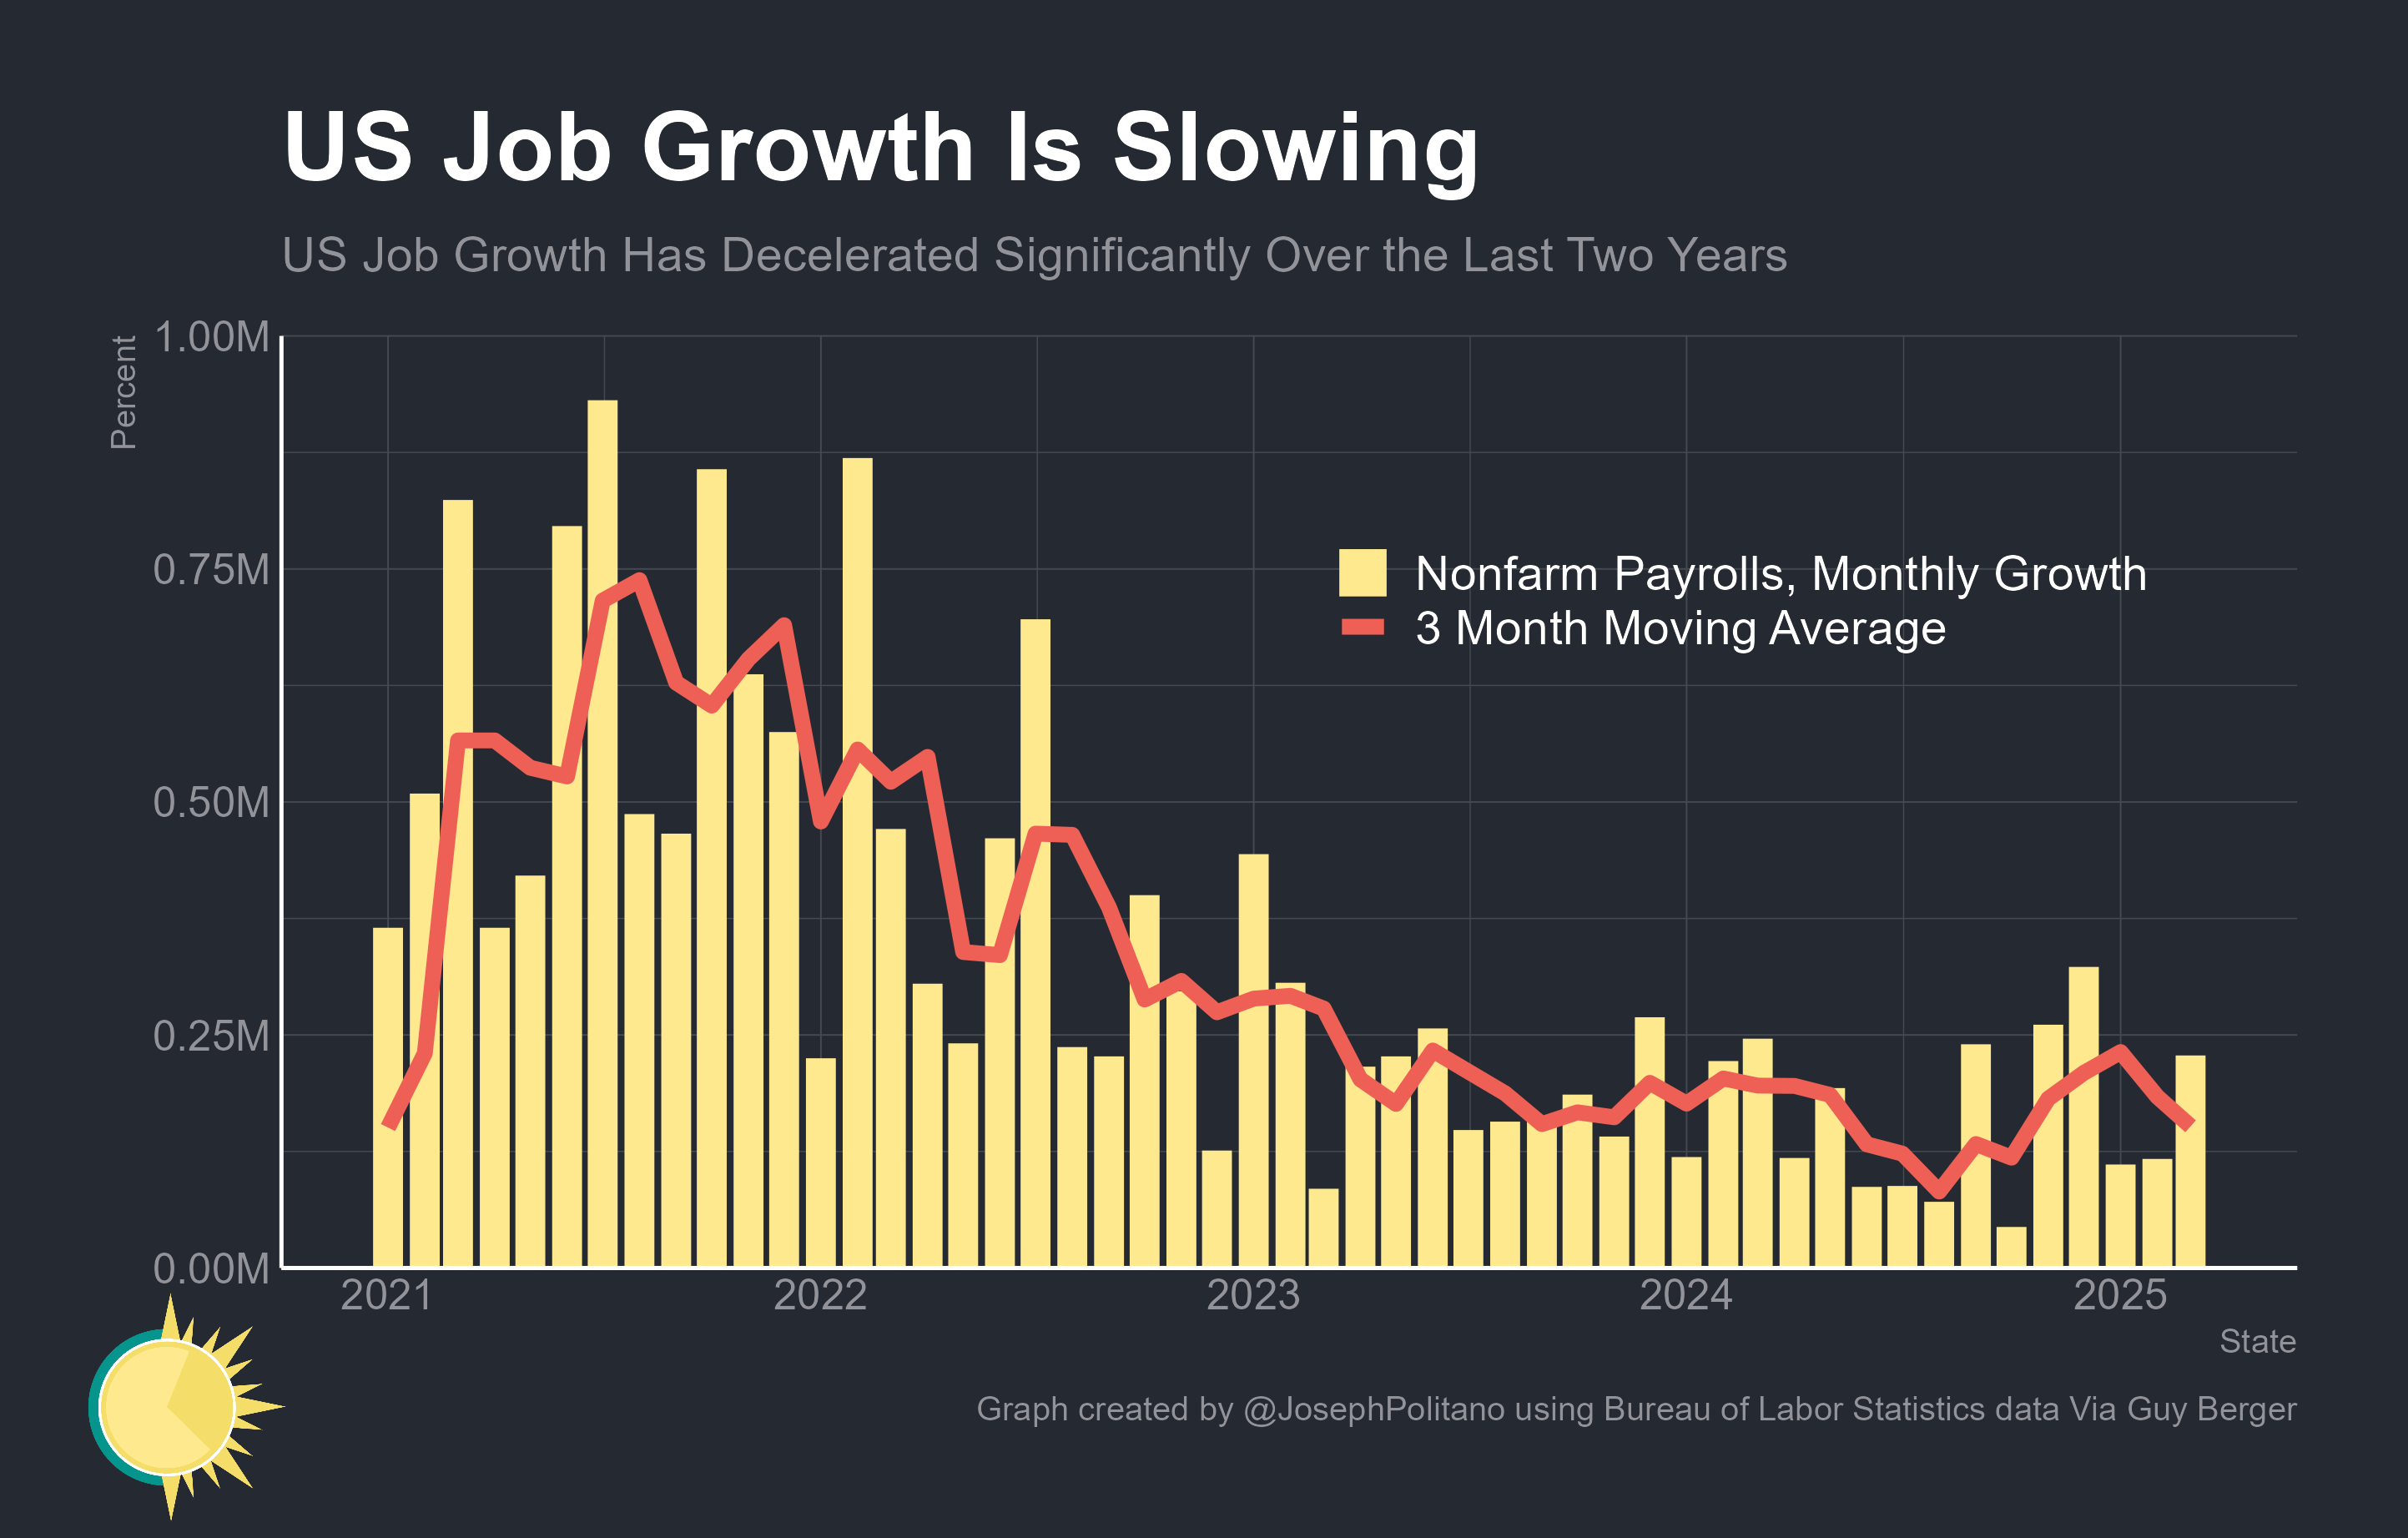 US Job Growth Is Slowing
US Job Growth Has Decelerated Significantly Over the Last Two Years
Percent
1.00M
0.75M
0.50M
0.25M
0.00M
Nonfarm Payrolls, Monthly Growth
3 Month Moving Average
2021 2022 2023 2024 2025
State
Graph created by @JosephPolitano using Bureau of Labor Statistics data Via Guy Berger